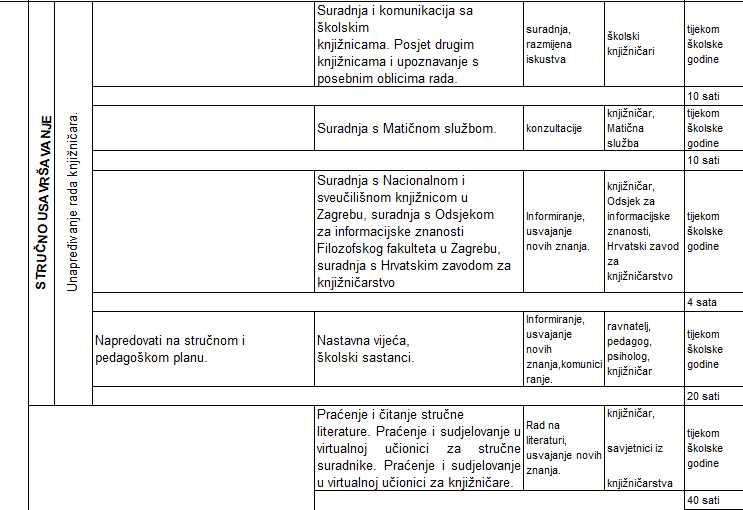 STRUČNO USAVRŠAVANJE
Unapređivanje rada knjižničara.
Suradnja i komunikacija sa
školskim
knjižnicama. Posjet drugim
knjižnicama i upoznavanje s
posebnim oblicima rada.
suradnja,
razmijena
iskustva
školski
knjižničari
tijekom
školske
godine
10 sati
Suradnja s Matičnom službom.
konzultacije
knjižničar,
Matična
služba
tijekom
školske
godine
10 sati
Suradnja s Nacionalnom i
sveučilišnom knjižnicom u
Zagrebu, suradnja s Odsjekom
za informacijske znanosti
Filozofskog fakulteta u Zagrebu,
suradnja s Hrvatskim zavodom za
knjižničarstvo
Informiranje,
usvajanje
novih znanja.
knjižničar,
Odsjek za
informacijske
znanosti,
Hrvatski zavod
za
knjižničarstvo
tijekom
školske
godine
4 sata
Napredovati na stručnom i
pedagoškom planu.
Nastavna vijeća,
školski sastanci.
Informiranje,
usvajanje
novih
znanja,komunici
ranje.
ravnatelj,
pedagog,
psiholog,
knjižničar
tijekom
školske
godine
20 sati
Praćenje i čitanje stručne
literature. Praćenje i sudjelovanje u
virtualnoj učionici za stručne
suradnike. Praćenje i sudjelovanje
u virtualnoj učionici za knjižničare.
Rad na
literaturi,
usvajanje novih
znanja.
knjižničar,
savjetnici iz
knjižničarstva
tijekom
školske
godine
40 sati